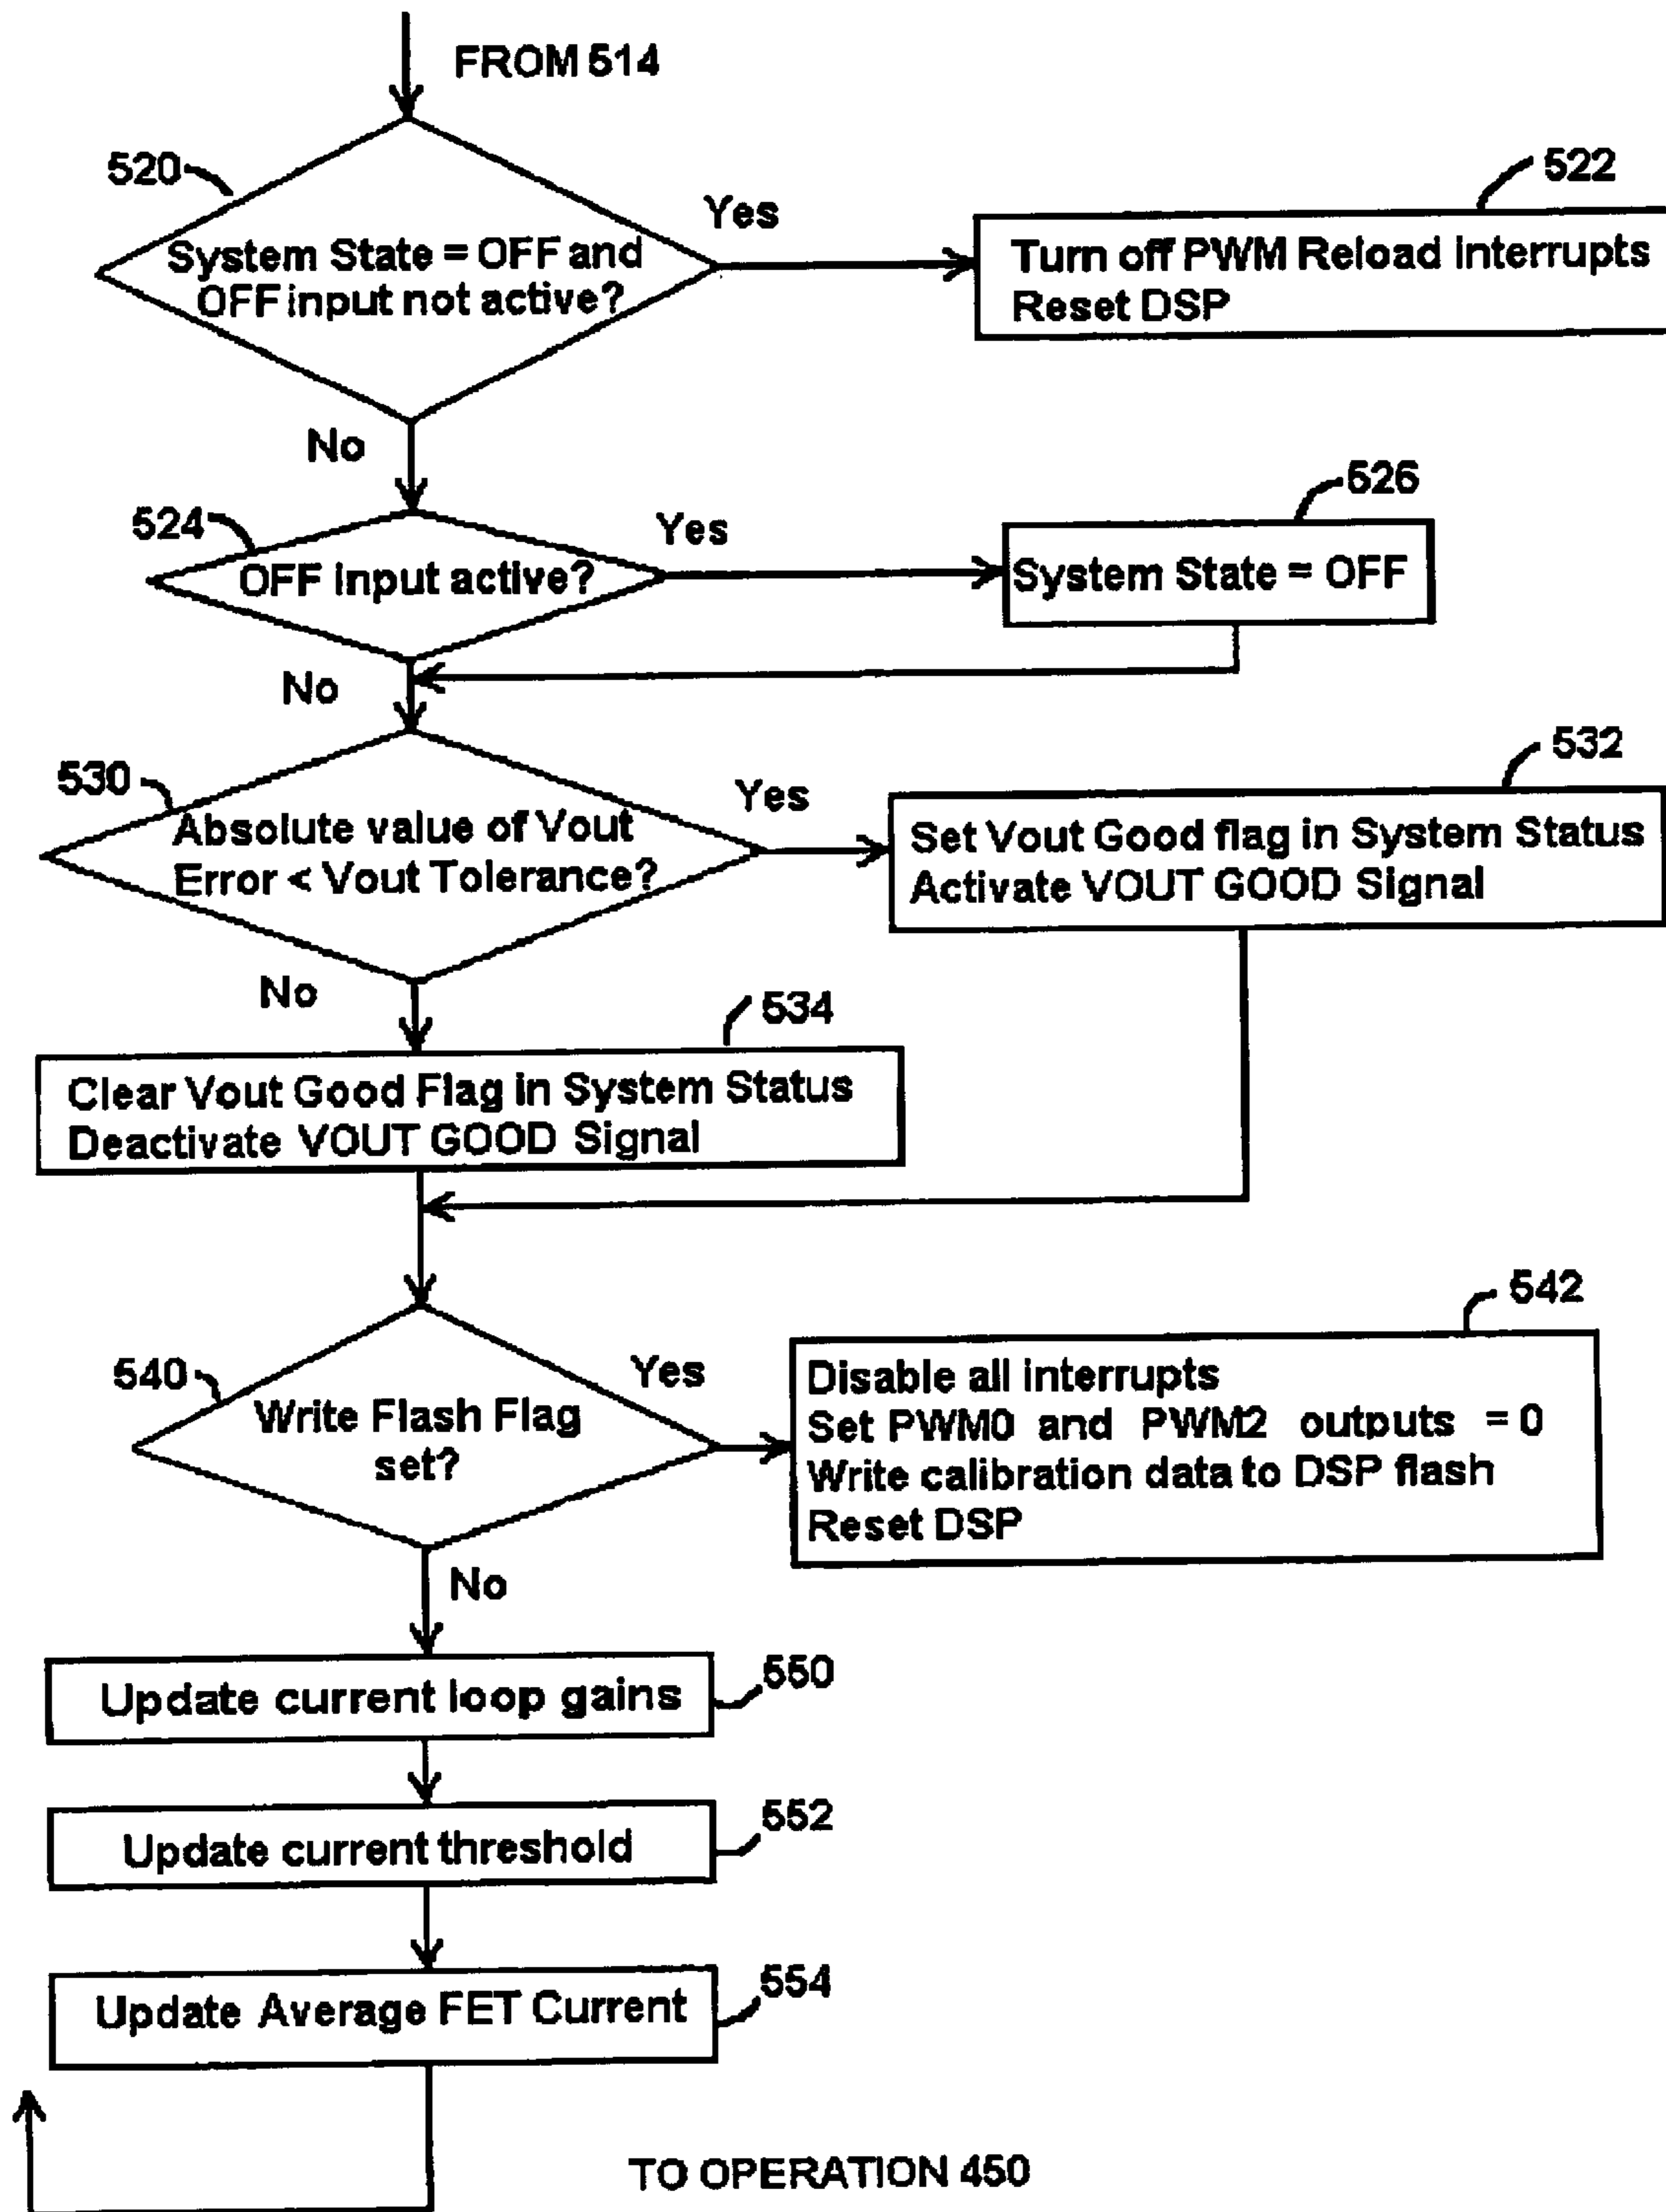 FROM 514
520
System State = OFF and
OFF input not active?
Yes
522
Turn off PWM Reload Interrupts
Reset DSP
No
524
OFF Input active?
Yes
526
System State = OFF
No
530
Absolute value of Vout
Error < Vout Tolerance?
Yes
532
Set Vout Good flag in System Status
Activate VOUT GOOD Signal
No
534
Clear Vout Good Flag in System Status
Deactivate VOUT GOOD Signal
540
Write Flash Flag
set?
Yes
542
Disable all interrupts
Set PWM0 and PWM2 outputs = 0
Write calibration data to DSP flash
Reset DSP
No
550
Update current loop gains
552
Update current threshold
554
Update Average FET Current
TO OPERATION 450